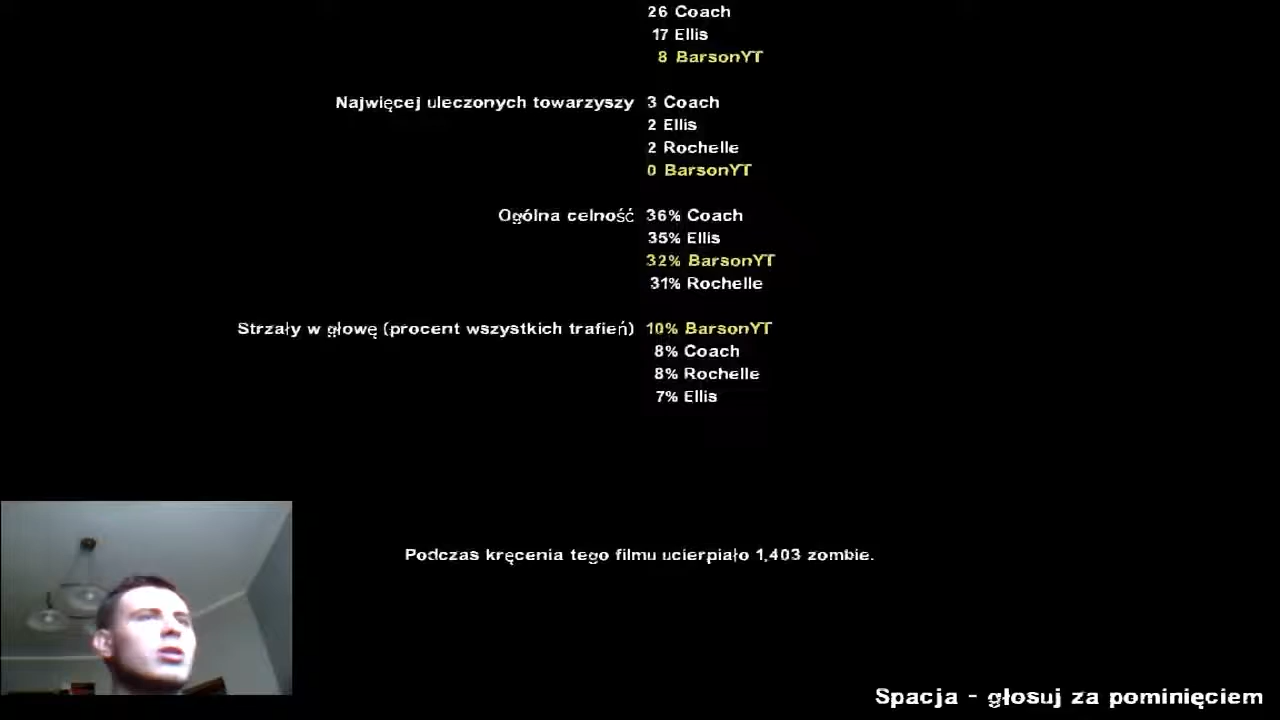 26 Coach
17 Ellis
8 BarsonYT
Najwięcej uleczonych towarzyszy 3 Coach
2 Ellis
2 Rochelle
0 BarsonYT
Ogólna celność 36% Coach
35% Ellis
32% BarsonYT
31% Rochelle
Strzały w głowę (procent wszystkich trafień) 10% BarsonYT
8% Coach
8% Rochelle
7% Ellis
Podczas kręcenia tego filmu ucierpiało 1,403 zombie.
Spacja - głosuj za pominięciem